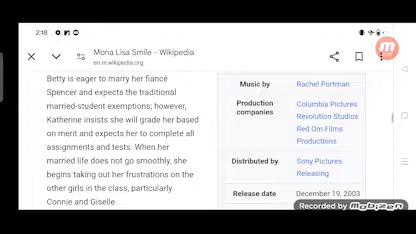 2:18
Mona Lisa Smile - Wikipedia
en.m.wikipedia.org
Betty is eager to marry her fiancé
Spencer and expects the traditional
married-student exemptions; however,
Katherine insists she will grade her based
on merit and expects her to complete all
assignments and tests. When her
married life does not go smoothly, she
begins taking out her frustrations on the
other girls in the class, particularly
Connie and Giselle.
Music by Rachel Portman
Production companies Columbia Pictures
Revolution Studios
Red Om Films
Productions
Distributed by Sony Pictures
Releasing
Release date December 19, 2003
Recorded by
MOBIZEN